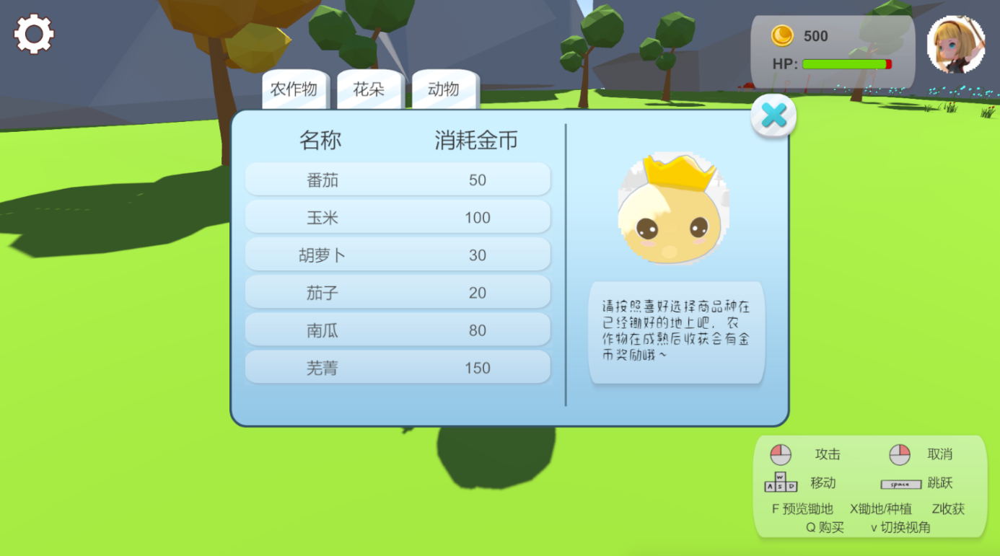 500
HP:
农作物 花朵 动物
名称 消耗金币
番茄 50
玉米 100
胡萝卜 30
茄子 20
南瓜 80
芜菁 150
请按照喜好选择商品种在
已经锄好的地上吧，农
作物在成熟后收获会有金
币奖励哦~
攻击 取消
W
A S D 移动 space 跳跃
F 预览锄地 X锄地/种植 Z收获
Q 购买 v 切换视角